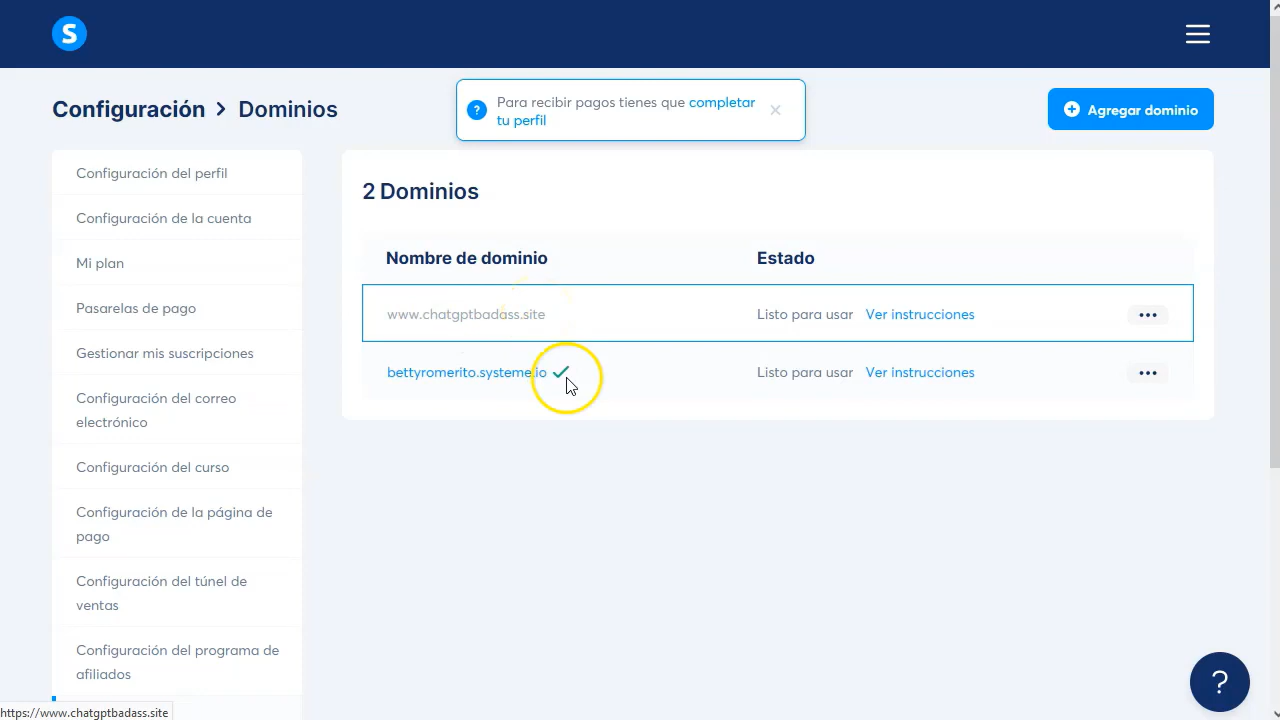 S
Configuración > Dominios
? Para recibir pagos tienes que completar
tu perfil
Agregar dominio
Configuración del perfil
Configuración de la cuenta
Mi plan
Pasarelas de pago
Gestionar mis suscripciones
Configuración del correo
electrónico
Configuración del curso
Configuración de la página de
pago
Configuración del túnel de
ventas
Configuración del programa de
afiliados
2 Dominios
Nombre de dominio Estado
www.chatgptbadass.site Listo para usar Ver instrucciones
bettyromerito.systeme.io Listo para usar Ver instrucciones
?
https://www.chatgptbadass.site